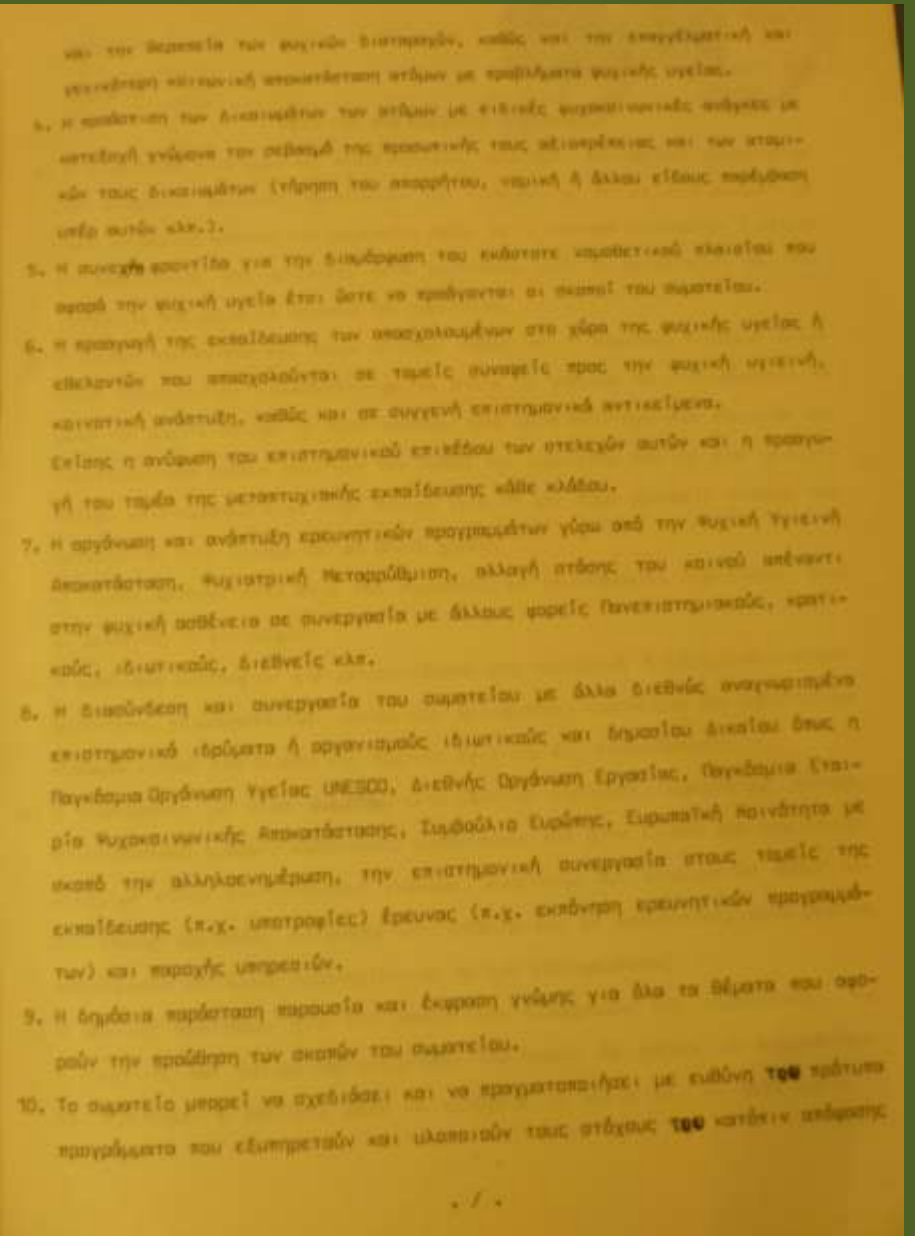 και την θεραπεία των ψυχικών διαταραχών, καθώς και την επαγγελματική και
γενικότερη κοινωνική αποκατάσταση ατόμων με προβλήματα ψυχικής υγείας.
4. Η προάσπιση των δικαιωμάτων των ατόμων με ειδικές ψυχοκοινωνικές ανάγκες με
κατεξοχή γνώμονα τον σεβασμό της προσωπικής τους αξιοπρέπειας και των ατομι-
κών τους δικαιωμάτων (τήρηση του απορρήτου, νομική ή άλλου είδους παρέμβαση
υπέρ αυτών κλπ.).
5. Η συνεχής φροντίδα για την διαμόρφωση του εκάστοτε νομοθετικού πλαισίου που
αφορά την ψυχική υγεία έτσι ώστε να προάγονται οι σκοποί του σωματείου.
6. Η προαγωγή της εκπαίδευσης των απασχολουμένων στο χώρο της ψυχικής υγείας ή
εθελοντών που απασχολούνται σε τομείς συναφείς προς την ψυχική υγιεινή,
κοινοτική ανάπτυξη, καθώς και σε συγγενή επιστημονικά αντικείμενα.
Επίσης η ανύψωση του επιστημονικού επιπέδου των στελεχών αυτών και η προαγω-
γή του τομέα της μεταπτυχιακής εκπαίδευσης κάθε κλάδου.
7. Η οργάνωση και ανάπτυξη ερευνητικών προγραμμάτων γύρω από την Ψυχική Υγιεινή
Αποκατάσταση, Ψυχιατρική Μεταρρύθμιση, αλλαγή στάσης του κοινού απέναντι
στην ψυχική ασθένεια σε συνεργασία με άλλους φορείς Πανεπιστημιακούς, κρατι-
κούς, ιδιωτικούς, διεθνείς κλπ.
8. Η διασύνδεση και συνεργασία του σωματείου με άλλα διεθνώς αναγνωρισμένα
επιστημονικά ιδρύματα ή οργανισμούς ιδιωτικούς και δημοσίου δικαίου όπως η
Παγκόσμια Οργάνωση Υγείας UNESCO, Διεθνής Οργάνωση Εργασίας, Παγκόσμια Εται-
ρία Ψυχοκοινωνικής Αποκατάστασης, Συμβούλιο Ευρώπης, Ευρωπαϊκή Κοινότητα με
σκοπό την αλληλοενημέρωση, την επιστημονική συνεργασία στους τομείς της
εκπαίδευσης (π.χ. υποτροφίες) έρευνας (π.χ. εκπόνηση ερευνητικών προγραμμά-
των) και παροχής υπηρεσιών.
9. Η δημόσια παράσταση παρουσία και έκφραση γνώμης για όλα τα θέματα που αφο-
ρούν την προώθηση των σκοπών του σωματείου.
10. Το σωματείο μπορεί να σχεδιάσει και να πραγματοποιήσει με ευθύνη του πρότυπα
προγράμματα που εξυπηρετούν και υλοποιούν τους στόχους του κατόπιν απόφασης
. / .